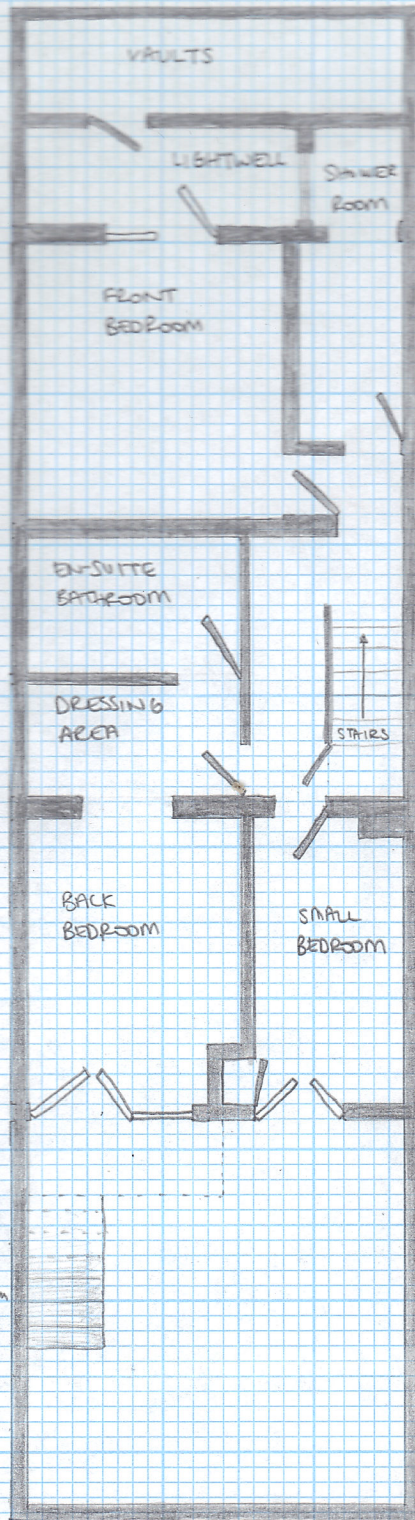 VAULTS
LIGHTWELL
SHOWER
ROOM
FRONT
BEDROOM
EN-SUITE
BATHROOM
DRESSING
AREA
STAIRS
BACK
BEDROOM
SMALL
BEDROOM